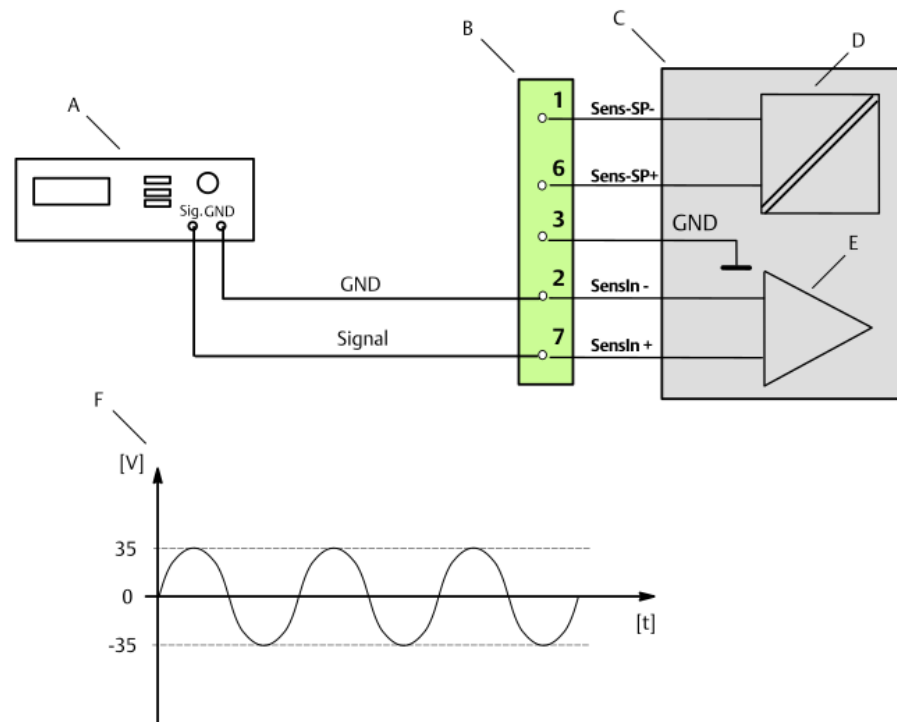 C
B
D
A
1
Sens-SP-
6
Sens-SP+
3
GND
Sig. GND
E
GND
2
SensIn -
Signal
7
SensIn +
F
[V]
35
0
[t]
-35